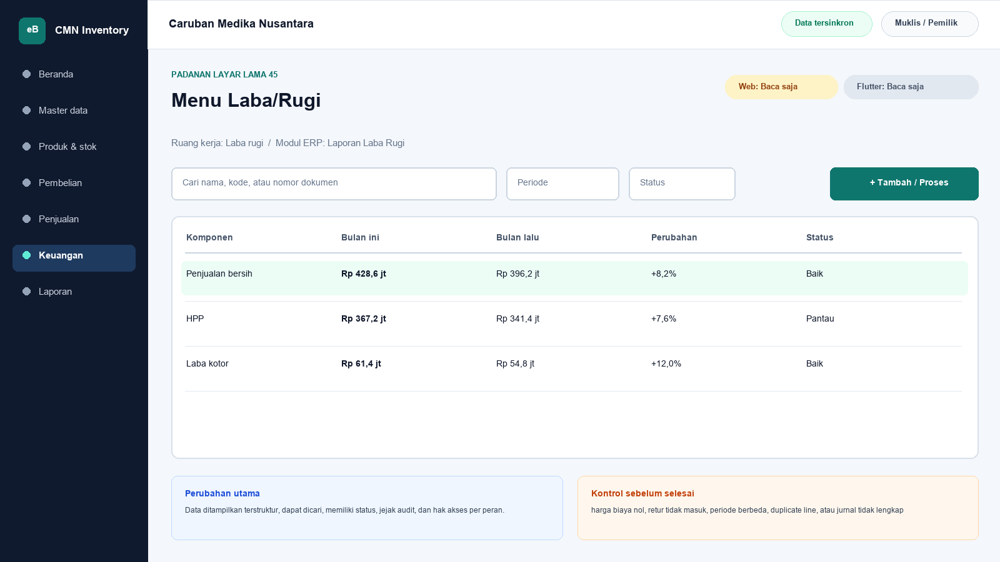 eB
CMN Inventory
Beranda
Master data
Produk & stok
Pembelian
Penjualan
Keuangan
Laporan
Caruban Medika Nusantara
Data tersinkron
Muklis / Pemilik
PADANAN LAYAR LAMA 45
Menu Laba/Rugi
Web: Baca saja
Flutter: Baca saja
Ruang kerja: Laba rugi / Modul ERP: Laporan Laba Rugi
Cari nama, kode, atau nomor dokumen
Periode
Status
+ Tambah / Proses
Komponen Bulan ini Bulan lalu Perubahan Status
Penjualan bersih Rp 428,6 jt Rp 396,2 jt +8,2% Baik
HPP Rp 367,2 jt Rp 341,4 jt +7,6% Pantau
Laba kotor Rp 61,4 jt Rp 54,8 jt +12,0% Baik
Perubahan utama
Data ditampilkan terstruktur, dapat dicari, memiliki status, jejak audit, dan hak akses per peran.
Kontrol sebelum selesai
harga biaya nol, retur tidak masuk, periode berbeda, duplicate line, atau jurnal tidak lengkap